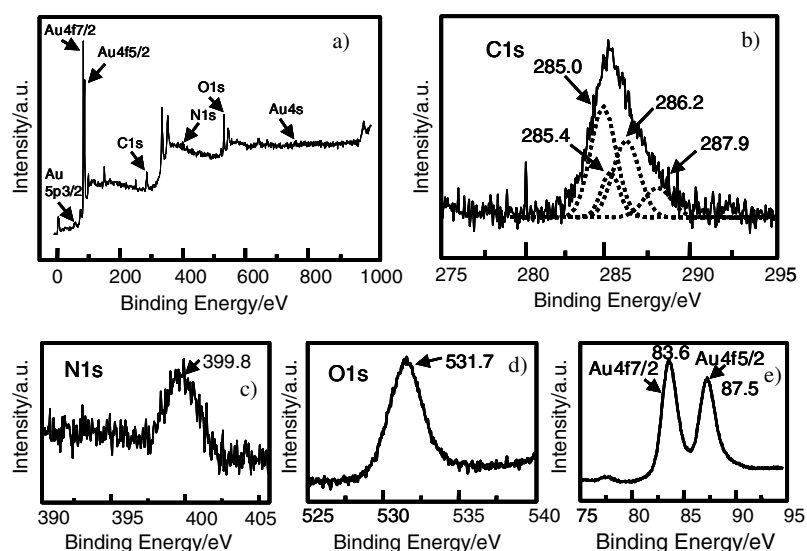 Intensity/a.u.
Au4f7/2
Au4f5/2
a)
O1s
N1s
Au4s
C1s
Au
5p3/2
0 200 400 600 800 1000
Binding Energy/eV
Intensity/a.u.
C1s
b)
285.0
286.2
285.4
287.9
275 280 285 290 295
Binding Energy/eV
Intensity/a.u.
N1s
399.8
c)
390 395 400 405
Binding Energy/eV
Intensity/a.u.
O1s
531.7
d)
525 530 535 540
Binding Energy/eV
Intensity/a.u.
83.6
Au4f7/2
Au4f5/2
87.5
e)
75 80 85 90 95
Binding Energy/eV